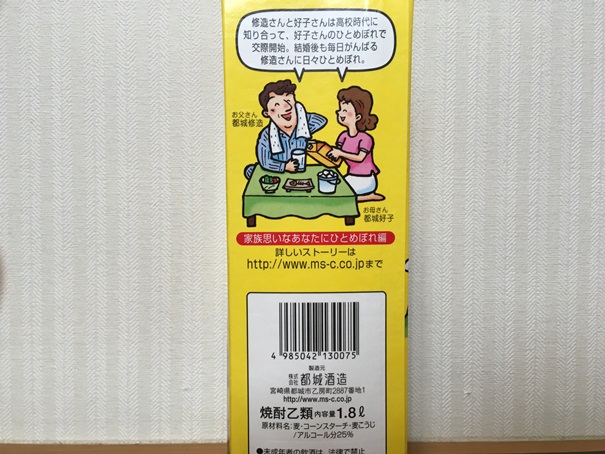 修造さんと好子さんは高校時代に
知り合って、好子さんのひとめぼれで
交際開始。結婚後も毎日がんばる
修造さんに日々ひとめぼれ。
お父さん
都城修造
お母さん
都城好子
家族思いなあなたにひとめぼれ編
詳しいストーリーは
http://www.ms-c.co.jpまで
4 985042 130075
製造元
株式会社 都城酒造
宮崎県都城市乙房町2887番地1
http://www.ms-c.co.jp
焼酎乙類 内容量1.8ℓ
原材料名:麦・コーンスターチ・麦こうじ
/アルコール分25%
●未成年者の飲酒は、法律で禁止